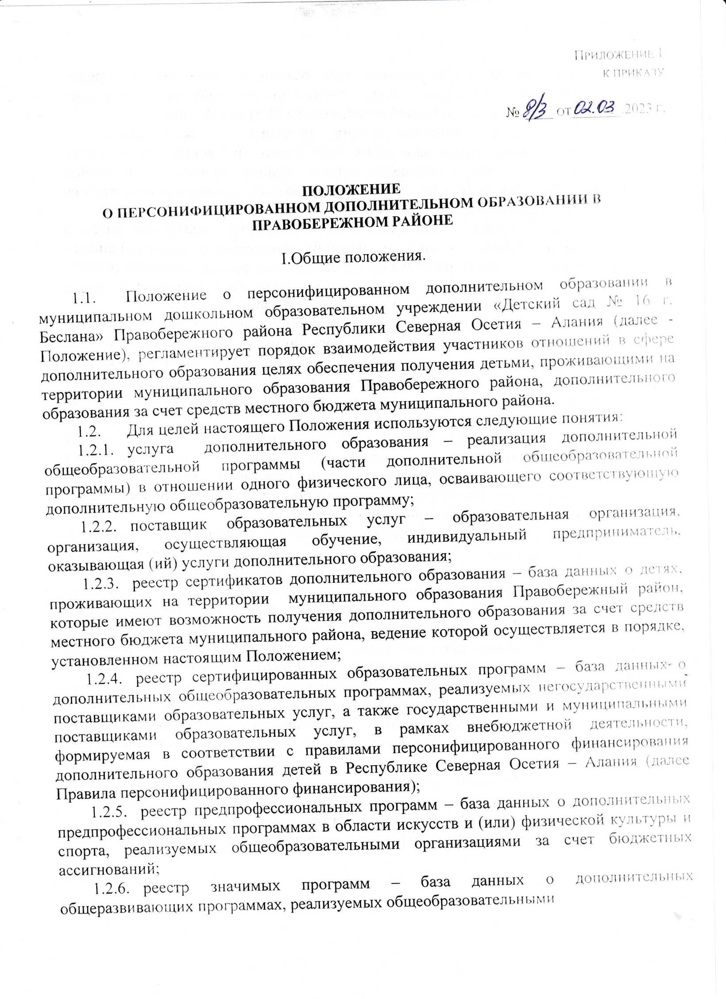 ПРИЛОЖЕНИЕ 1
К ПРИКАЗУ
№ 8/3 от 02.03 .2023 г.
ПОЛОЖЕНИЕ
О ПЕРСОНИФИЦИРОВАННОМ ДОПОЛНИТЕЛЬНОМ ОБРАЗОВАНИИ В
ПРАВОБЕРЕЖНОМ РАЙОНЕ
I.Общие положения.
1.1. Положение о персонифицированном дополнительном образовании в
муниципальном дошкольном образовательном учреждении «Детский сад № 16 г.
Беслана» Правобережного района Республики Северная Осетия – Алания (далее -
Положение), регламентирует порядок взаимодействия участников отношений в сфере
дополнительного образования целях обеспечения получения детьми, проживающими на
территории муниципального образования Правобережного района, дополнительного
образования за счет средств местного бюджета муниципального района.
1.2. Для целей настоящего Положения используются следующие понятия:
1.2.1. услуга дополнительного образования – реализация дополнительной
общеобразовательной программы (части дополнительной общеобразовательной
программы) в отношении одного физического лица, осваивающего соответствующую
дополнительную общеобразовательную программу;
1.2.2. поставщик образовательных услуг – образовательная организация,
организация, осуществляющая обучение, индивидуальный предприниматель,
оказывающая (ий) услуги дополнительного образования;
1.2.3. реестр сертификатов дополнительного образования – база данных о детях,
проживающих на территории муниципального образования Правобережный район,
которые имеют возможность получения дополнительного образования за счет средств
местного бюджета муниципального района, ведение которой осуществляется в порядке,
установленном настоящим Положением;
1.2.4. реестр сертифицированных образовательных программ – база данных о
дополнительных общеобразовательных программах, реализуемых негосударственными
поставщиками образовательных услуг, а также государственными и муниципальными
поставщиками образовательных услуг, в рамках внебюджетной деятельности,
формируемая в соответствии с правилами персонифицированного финансирования
дополнительного образования детей в Республике Северная Осетия – Алания (далее
Правила персонифицированного финансирования);
1.2.5. реестр предпрофессиональных программ – база данных о дополнительных
предпрофессиональных программах в области искусств и (или) физической культуры и
спорта, реализуемых общеобразовательными организациями за счет бюджетных
ассигнований;
1.2.6. реестр значимых программ – база данных о дополнительных
общеразвивающих программах, реализуемых общеобразовательными